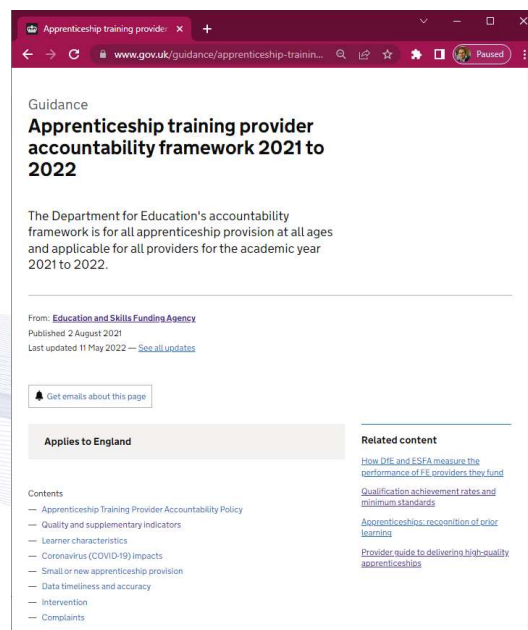 Apprenticeship training provider
www.gov.uk/guidance/apprenticeship-trainin...
Paused
Guidance
Apprenticeship training provider
accountability framework 2021 to
2022
The Department for Education's accountability
framework is for all apprenticeship provision at all ages
and applicable for all providers for the academic year
2021 to 2022.
From: Education and Skills Funding Agency
Published 2 August 2021
Last updated 11 May 2022 — See all updates
Get emails about this page
Applies to England
Contents
— Apprenticeship Training Provider Accountability Policy
— Quality and supplementary indicators
— Learner characteristics
— Coronavirus (COVID-19) impacts
— Small or new apprenticeship provision
— Data timeliness and accuracy
— Intervention
— Complaints
Related content
How DfE and ESFA measure the
performance of FE providers they fund
Qualification achievement rates and
minimum standards
Apprenticeships: recognition of prior
learning
Provider guide to delivering high-quality
apprenticeships